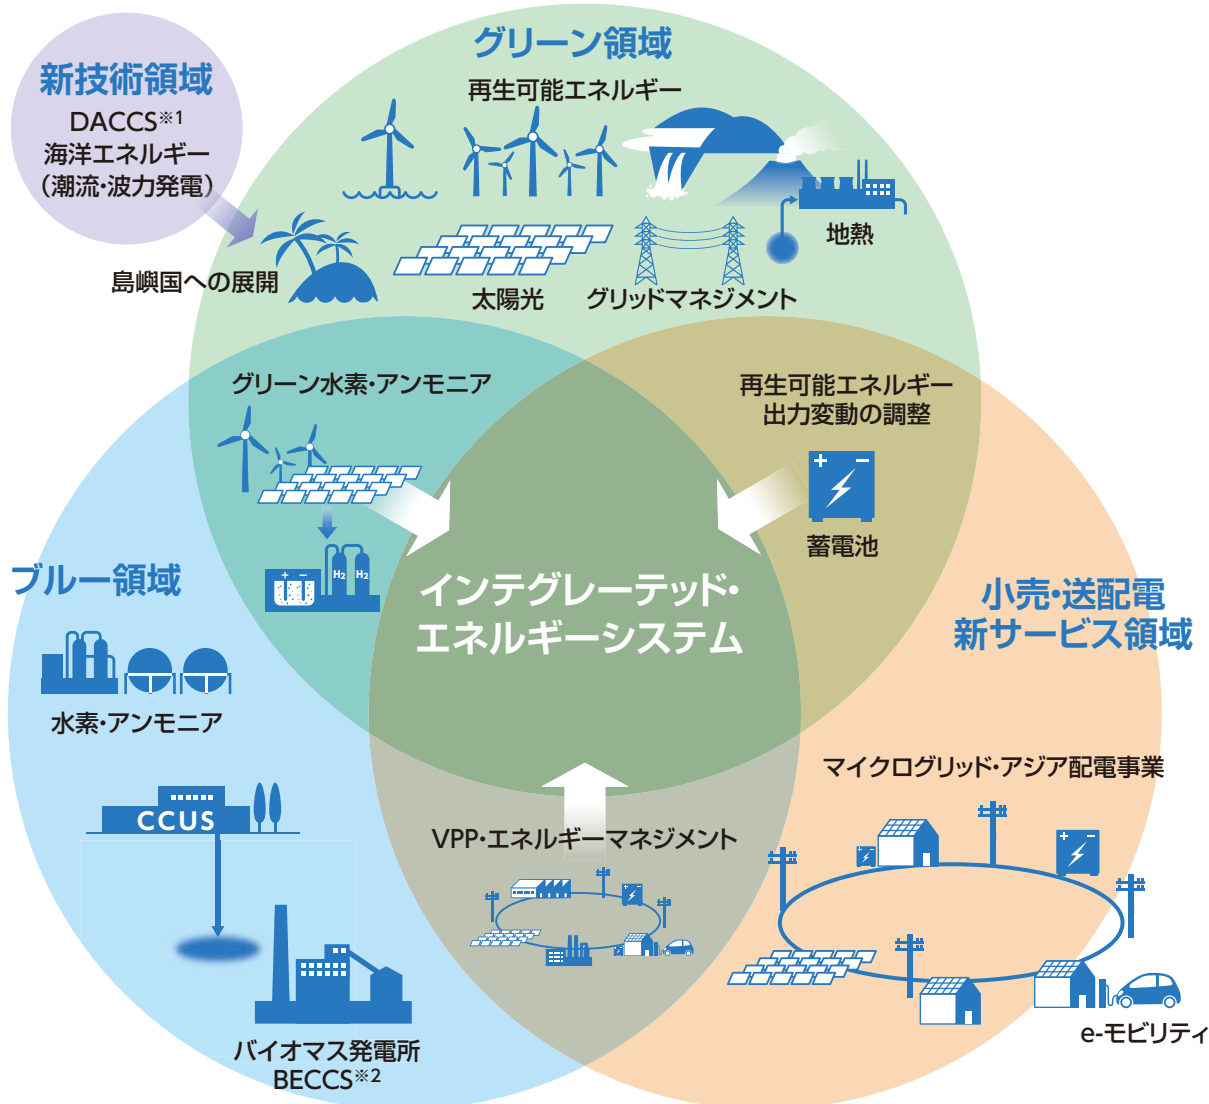 グリーン領域
再生可能エネルギー
新技術領域
DACCS※1
海洋エネルギー
（潮流・波力発電）
島嶼国への展開
太陽光
グリッドマネジメント
地熱
グリーン水素・アンモニア
再生可能エネルギー
出力変動の調整
+ −
蓄電池
+ −
H2 H2
ブルー領域
インテグレーテッド・
エネルギーシステム
小売・送配電
新サービス領域
水素・アンモニア
CCUS
バイオマス発電所
BECCS※2
VPP・エネルギーマネジメント
マイクログリッド・アジア配電事業
+ −
+ −
+ −
e-モビリティ